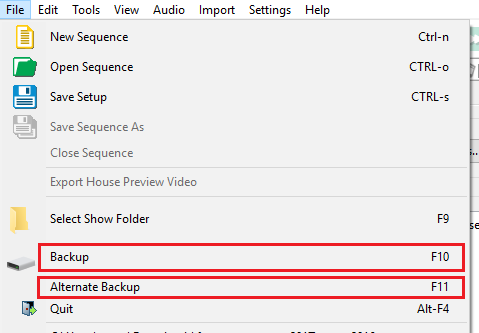 File Edit Tools View Audio Import Settings Help
New Sequence Ctrl-n
Open Sequence CTRL-o
Save Setup CTRL-s
Save Sequence As
Close Sequence
Export House Preview Video
Select Show Folder F9
Backup F10
Alternate Backup F11
Quit Alt-F4